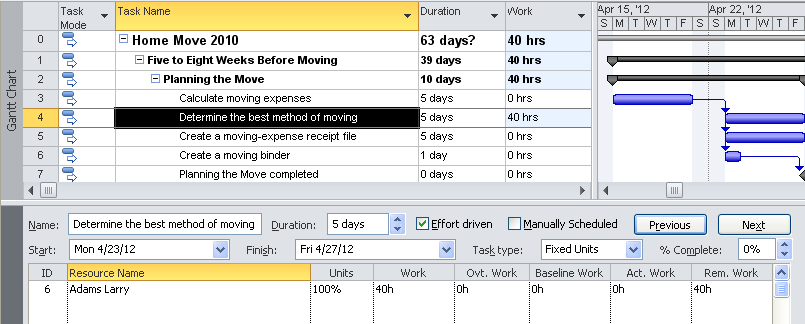 Task Mode Task Name Duration Work Apr 15, '12 Apr 22, '12
S M T W T F S S M T W T F
0 Home Move 2010 63 days? 40 hrs
1 Five to Eight Weeks Before Moving 39 days 40 hrs
2 Planning the Move 10 days 40 hrs
3 Calculate moving expenses 5 days 0 hrs
4 Determine the best method of moving 5 days 40 hrs
5 Create a moving-expense receipt file 5 days 0 hrs
6 Create a moving binder 1 day 0 hrs
7 Planning the Move completed 0 days 0 hrs
Gantt Chart
Name: Determine the best method of moving Duration: 5 days Effort driven Manually Scheduled Previous Next
Start: Mon 4/23/12 Finish: Fri 4/27/12 Task type: Fixed Units % Complete: 0%
ID Resource Name Units Work Ovt. Work Baseline Work Act. Work Rem. Work
6 Adams Larry 100% 40h 0h 0h 0h 40h